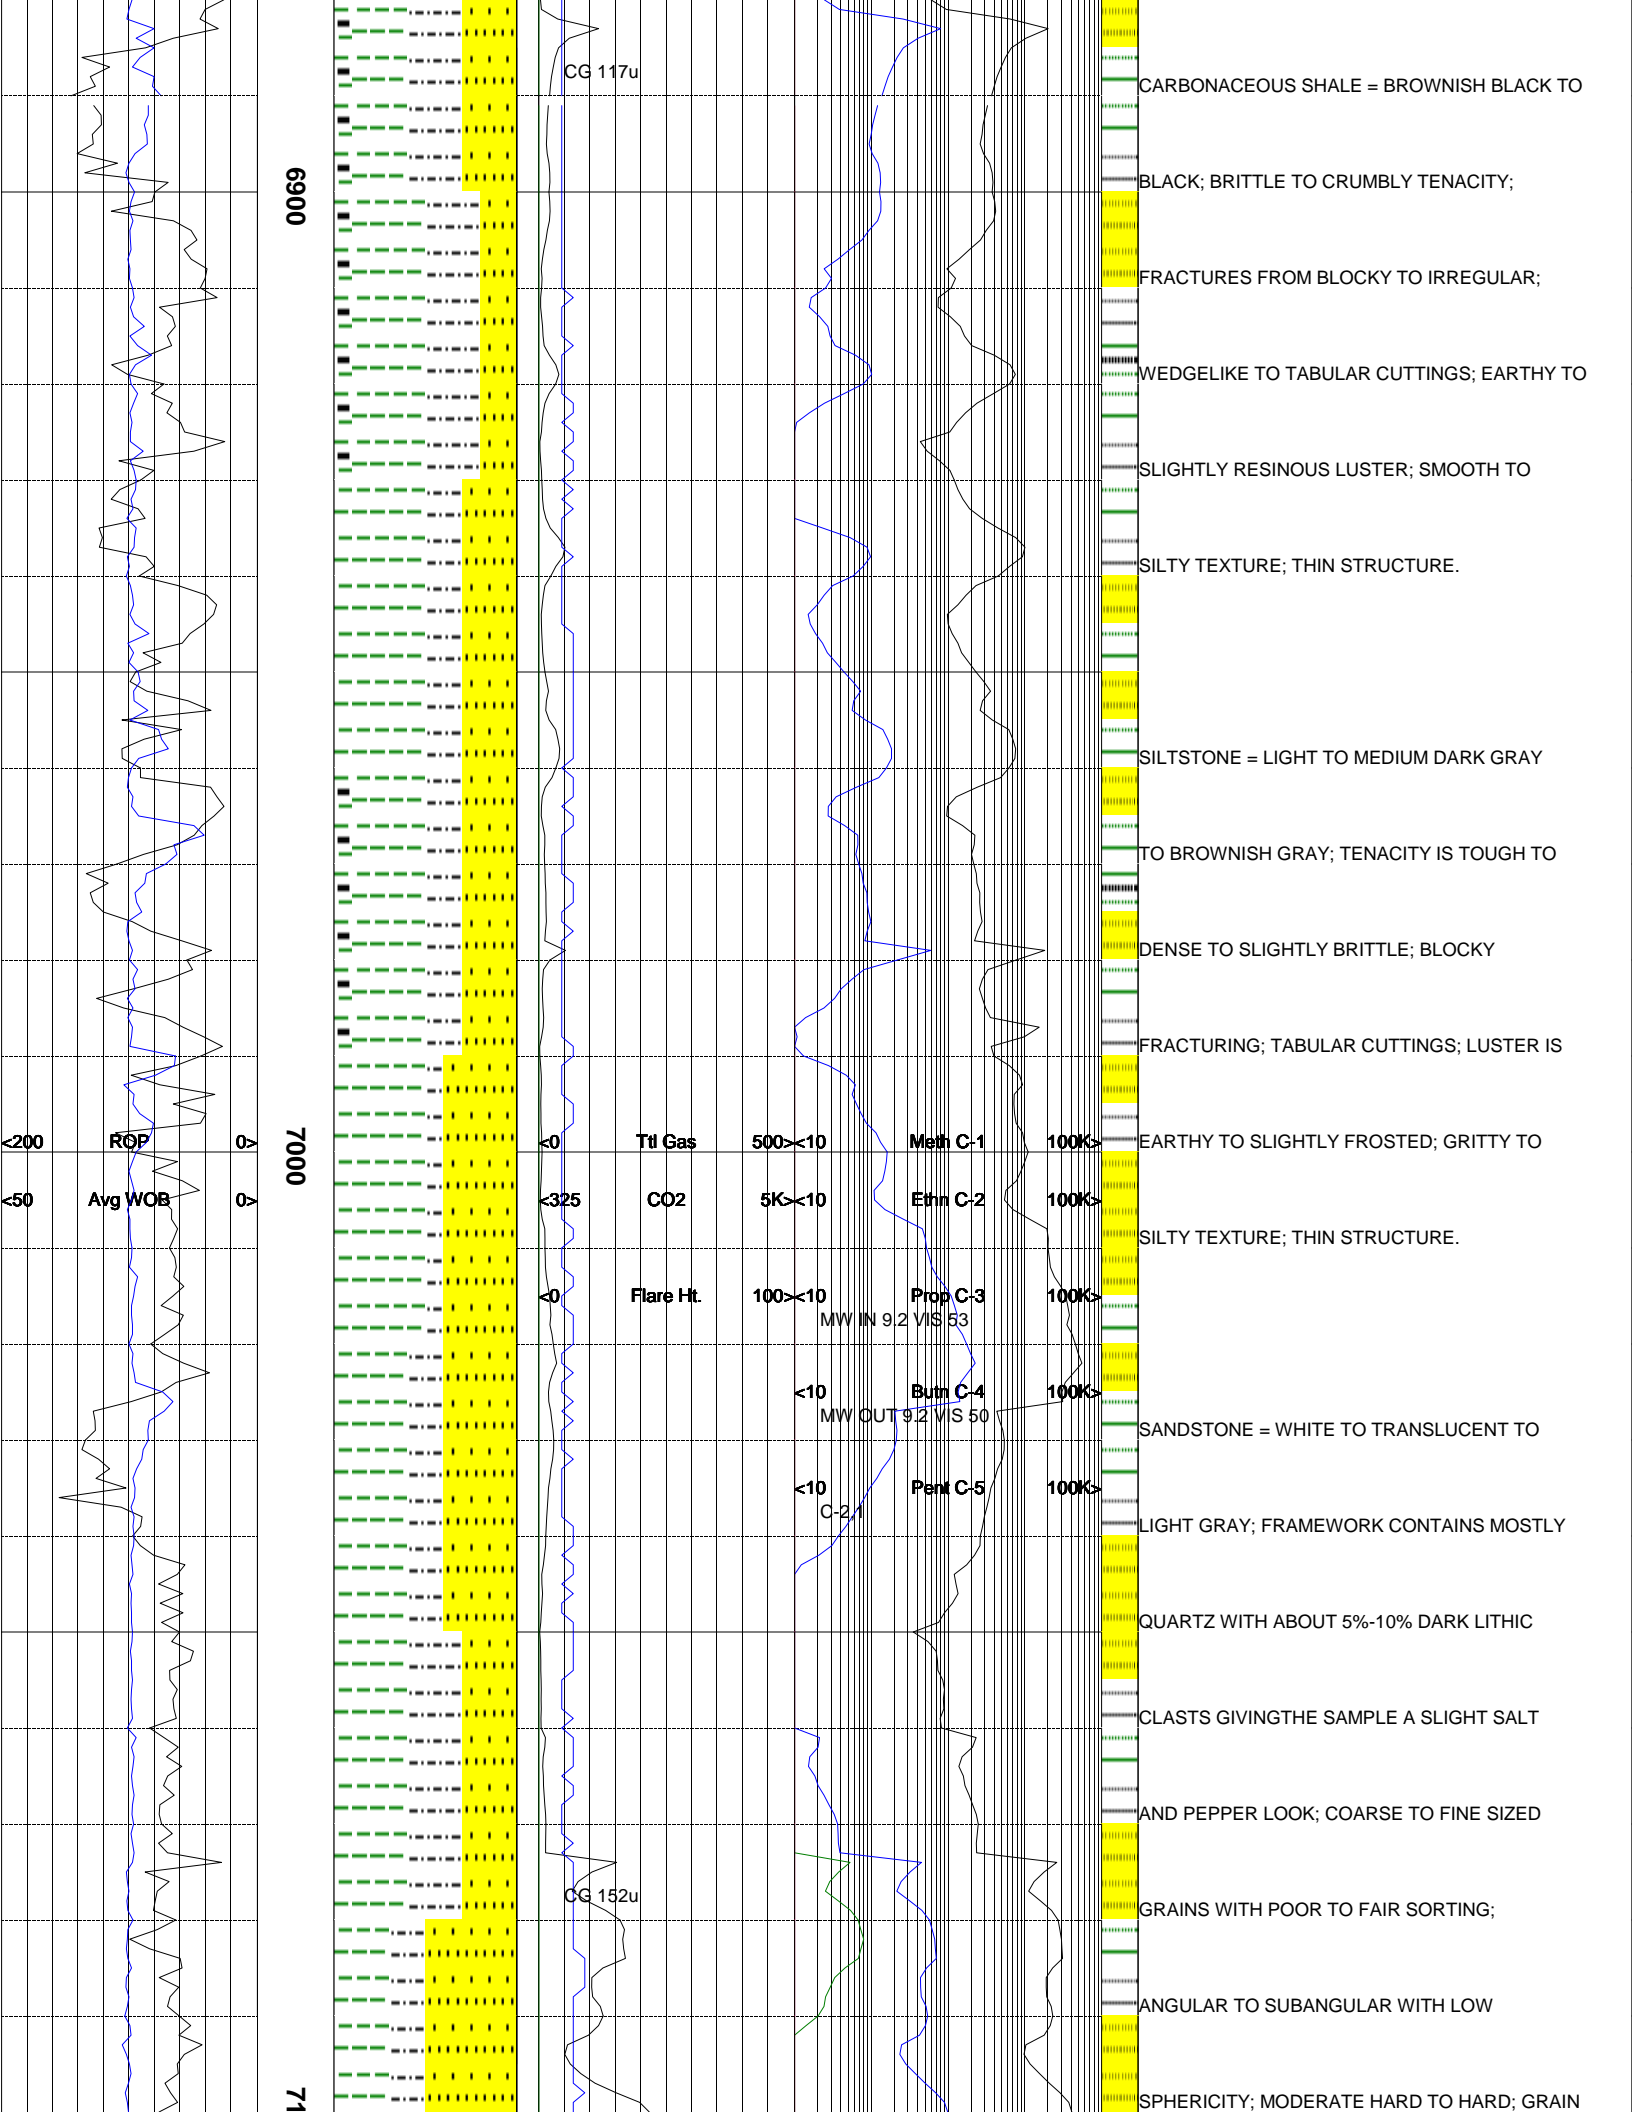 CG 117u
CARBONACEOUS SHALE = BROWNISH BLACK TO
6900
BLACK; BRITTLE TO CRUMBLY TENACITY;
FRACTURES FROM BLOCKY TO IRREGULAR;
WEDGELIKE TO TABULAR CUTTINGS; EARTHY TO
SLIGHTLY RESINOUS LUSTER; SMOOTH TO
SILTY TEXTURE; THIN STRUCTURE.
SILTSTONE = LIGHT TO MEDIUM DARK GRAY
TO BROWNISH GRAY; TENACITY IS TOUGH TO
DENSE TO SLIGHTLY BRITTLE; BLOCKY
FRACTURING; TABULAR CUTTINGS; LUSTER IS
<200 ROP 0>
7000
<0 Ttl Gas 500>
<10 Meth C-1 100K>
EARTHY TO SLIGHTLY FROSTED; GRITTY TO
<50 Avg WOB 0>
<325 CO2 5K>
<10 Ethn C-2 100K>
SILTY TEXTURE; THIN STRUCTURE.
<0 Flare Ht. 100>
<10 Prop C-3 100K>
MW IN 9.2 VIS 53
<10 Butn C-4 100K>
MW OUT 9.2 VIS 50
SANDSTONE = WHITE TO TRANSLUCENT TO
<10 Pent C-5 100K>
C-2,1
LIGHT GRAY; FRAMEWORK CONTAINS MOSTLY
QUARTZ WITH ABOUT 5%-10% DARK LITHIC
CLASTS GIVINGTHE SAMPLE A SLIGHT SALT
AND PEPPER LOOK; COARSE TO FINE SIZED
CG 152u
GRAINS WITH POOR TO FAIR SORTING;
ANGULAR TO SUBANGULAR WITH LOW
71
SPHERICITY; MODERATE HARD TO HARD; GRAIN